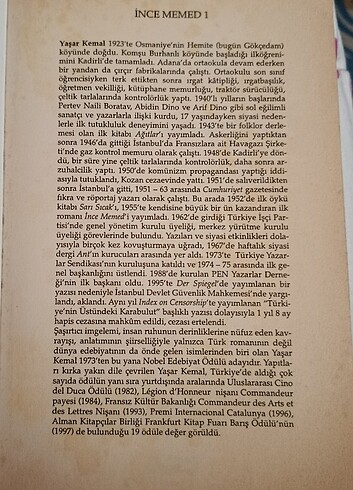 İNCE MEMED 1
Yaşar Kemal 1923'te Osmaniye'nin Hemite (bugün Gökçedam)
köyünde doğdu. Komşu Burhanlı köyünde başladığı ilköğreni-
mini Kadirli'de tamamladı. Adana'da ortaokula devam ederken
bir yandan da çırçır fabrikalarında çalıştı. Ortaokulu son sınıf
öğrencisiyken terk ettikten sonra ırgat kâtipliği, ırgatbaşılık,
öğretmen vekilliği, kütüphane memurluğu, traktör sürücülüğü,
çeltik tarlalarında kontrolörlük yaptı. 1940'lı yılların başlarında
Pertev Naili Boratav, Abidin Dino ve Arif Dino gibi sol eğilimli
sanatçı ve yazarlarla ilişki kurdu, 17 yaşındayken siyasi neden-
lerle ilk tutukluluk deneyimini yaşadı. 1943'te bir folklor derle-
mesi olan ilk kitabı Ağıtlar'ı yayımladı. Askerliğini yaptıktan
sonra 1946'da gittiği İstanbul'da Fransızlara ait Havagazı Şirke-
ti'nde gaz kontrol memuru olarak çalıştı. 1948'de Kadirli'ye dön-
dü, bir süre yine çeltik tarlalarında kontrolörlük, daha sonra ar-
zuhalcilik yaptı. 1950'de komünizm propagandası yaptığı iddi-
asıyla tutuklandı, Kozan cezaevinde yattı. 1951'de salıverildikten
sonra İstanbul'a gitti, 1951 – 63 arasında Cumhuriyet gazetesinde
fıkra ve röportaj yazarı olarak çalıştı. Bu arada 1952'de ilk öykü
kitabı Sarı Sıcak'ı, 1955'te kendisine büyük bir ün kazandıran ilk
romanı İnce Memed'i yayımladı. 1962'de girdiği Türkiye İşçi Par-
tisi'nde genel yönetim kurulu üyeliği, merkez yürütme kurulu
üyeliği görevlerinde bulundu. Yazıları ve siyasi etkinlikleri dola-
yısıyla birçok kez kovuşturmaya uğradı, 1967'de haftalık siyasi
dergi Ant'ın kurucuları arasında yer aldı. 1973'te Türkiye Yazar-
lar Sendikası'nın kuruluşuna katıldı ve 1974 – 75 arasında ilk ge-
nel başkanlığını üstlendi. 1988'de kurulan PEN Yazarlar Derne-
ği'nin ilk başkanı oldu. 1995'te Der Spiegel'de yayımlanan bir
yazısı nedeniyle İstanbul Devlet Güvenlik Mahkemesi'nde yargı-
landı, aklandı. Aynı yıl Index on Censorship'te yayımlanan "Türki-
ye'nin Üstündeki Karabulut" başlıklı yazısı dolayısıyla 1 yıl 8 ay
hapis cezasına mahkûm edildi, cezası ertelendi.
Şaşırtıcı imgelemi, insan ruhunun derinliklerine nüfuz eden kav-
rayışı, anlatımının şiirselliğiyle yalnızca Türk romanının değil
dünya edebiyatının da önde gelen isimlerinden biri olan Yaşar
Kemal 1973'ten bu yana Nobel Edebiyat Ödülü adayıdır. Yapıtla-
rı kırka yakın dile çevrilen Yaşar Kemal, Türkiye'de aldığı çok
sayıda ödülün yanı sıra yurtdışında aralarında Uluslararası Cino
del Duca Ödülü (1982), Légion d'Honneur nişanı Commandeur
payesi (1984), Fransız Kültür Bakanlığı Commandeur des Arts et
des Lettres Nişanı (1993), Premi Internacional Catalunya (1996),
Alman Kitapçılar Birliği Frankfurt Kitap Fuarı Barış Ödülü'nün
(1997) de bulunduğu 19 ödüle değer görüldü.